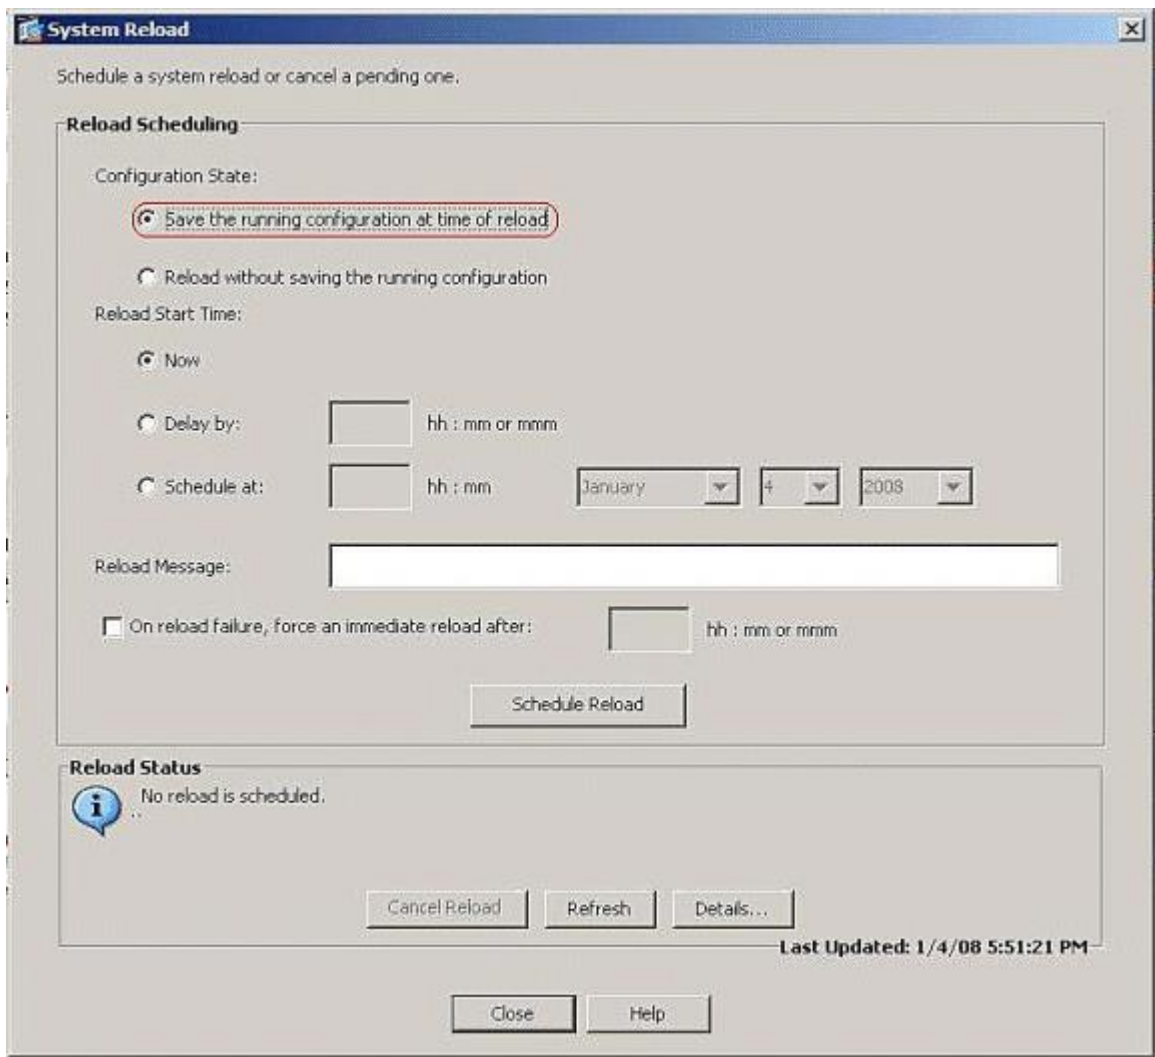 System Reload
Schedule a system reload or cancel a pending one.
Reload Scheduling
Configuration State:
Save the running configuration at time of reload
Reload without saving the running configuration
Reload Start Time:
Now
Delay by: hh : mm or mmm
Schedule at: hh : mm January 4 2008
Reload Message:
On reload failure, force an immediate reload after: hh : mm or mmm
Schedule Reload
Reload Status
No reload is scheduled.
..
Cancel Reload Refresh Details...
Last Updated: 1/4/08 5:51:21 PM
Close Help